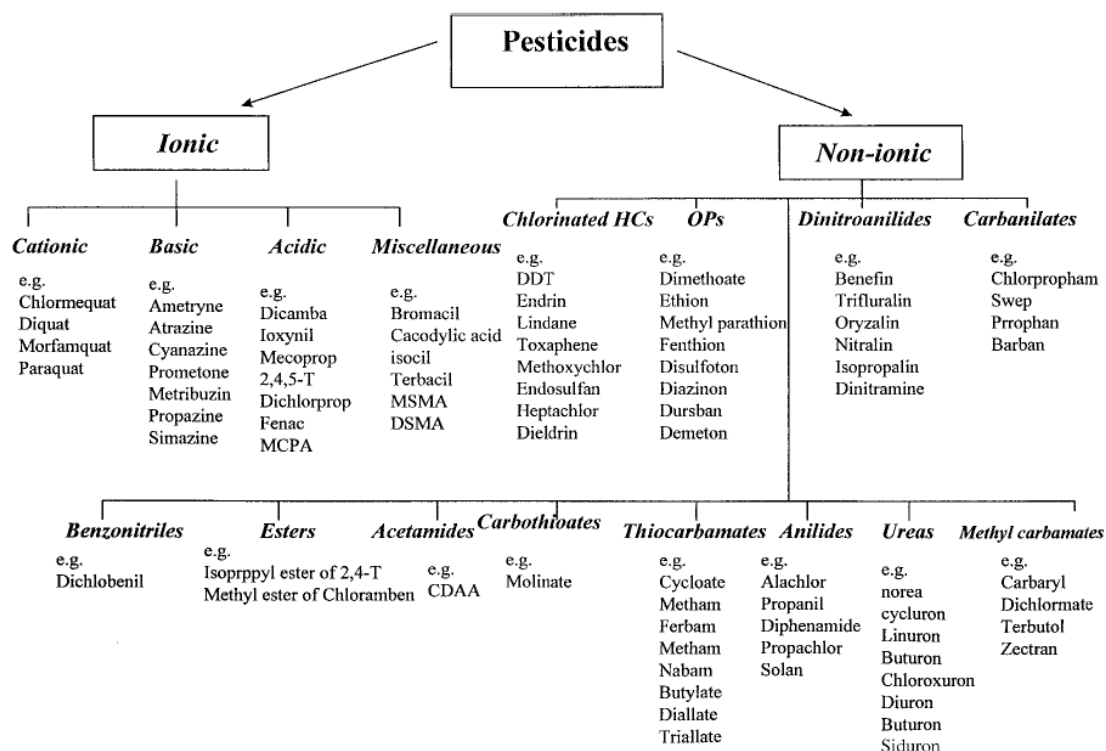 Pesticides
Ionic
Non-ionic
Cationic
e.g.
Chlormequat
Diquat
Morfamquat
Paraquat
Basic
e.g.
Ametryne
Atrazine
Cyanazine
Prometone
Metribuzin
Propazine
Simazine
Acidic
e.g.
Dicamba
Ioxynil
Mecoprop
2,4,5-T
Dichlorprop
Fenac
MCPA
Miscellaneous
e.g.
Bromacil
Cacodylic acid
isocil
Terbacil
MSMA
DSMA
Chlorinated HCs
e.g.
DDT
Endrin
Lindane
Toxaphene
Methoxychlor
Endosulfan
Heptachlor
Dieldrin
OPs
e.g.
Dimethoate
Ethion
Methyl parathion
Fenthion
Disulfoton
Diazinon
Dursban
Demeton
Dinitroanilides
e.g.
Benefin
Trifluralin
Oryzalin
Nitralin
Isopropalin
Dinitramine
Carbanilates
e.g.
Chlorpropham
Swep
Prrophan
Barban
Benzonitriles
e.g.
Dichlobenil
Esters
e.g.
Isoprppyl ester of 2,4-T
Methyl ester of Chloramben
Acetamides
e.g.
CDAA
Carbothioates
e.g.
Molinate
Thiocarbamates
e.g.
Cycloate
Metham
Ferbam
Metham
Nabam
Butylate
Diallate
Triallate
Anilides
e.g.
Alachlor
Propanil
Diphenamide
Propachlor
Solan
Ureas
e.g.
norea
cycluron
Linuron
Buturon
Chloroxuron
Diuron
Buturon
Siduron
Methyl carbamates
e.g.
Carbaryl
Dichlormate
Terbutol
Zectran